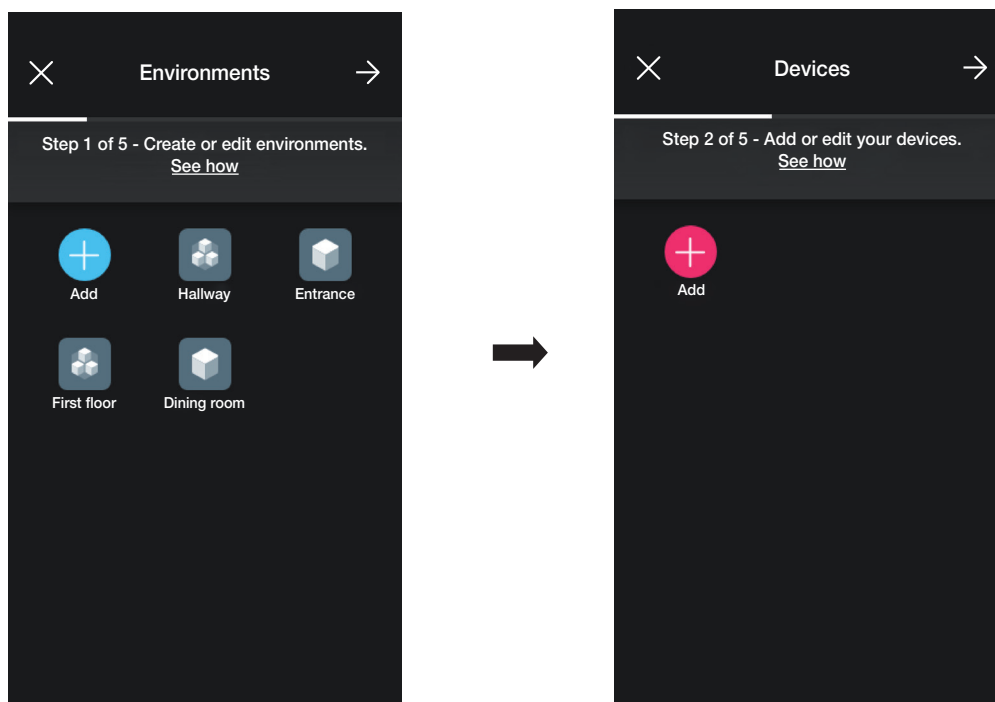 Environments
Step 1 of 5 - Create or edit environments.
See how
Add
Hallway
Entrance
First floor
Dining room
Devices
Step 2 of 5 - Add or edit your devices.
See how
Add